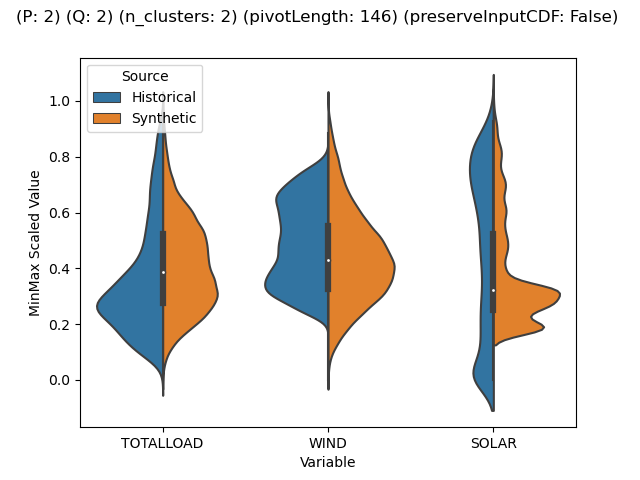 (P: 2) (Q: 2) (n_clusters: 2) (pivotLength: 146) (preserveInputCDF: False)
Source
Historical
Synthetic
MinMax Scaled Value
1.0
0.8
0.6
0.4
0.2
0.0
TOTALLOAD WIND SOLAR
Variable